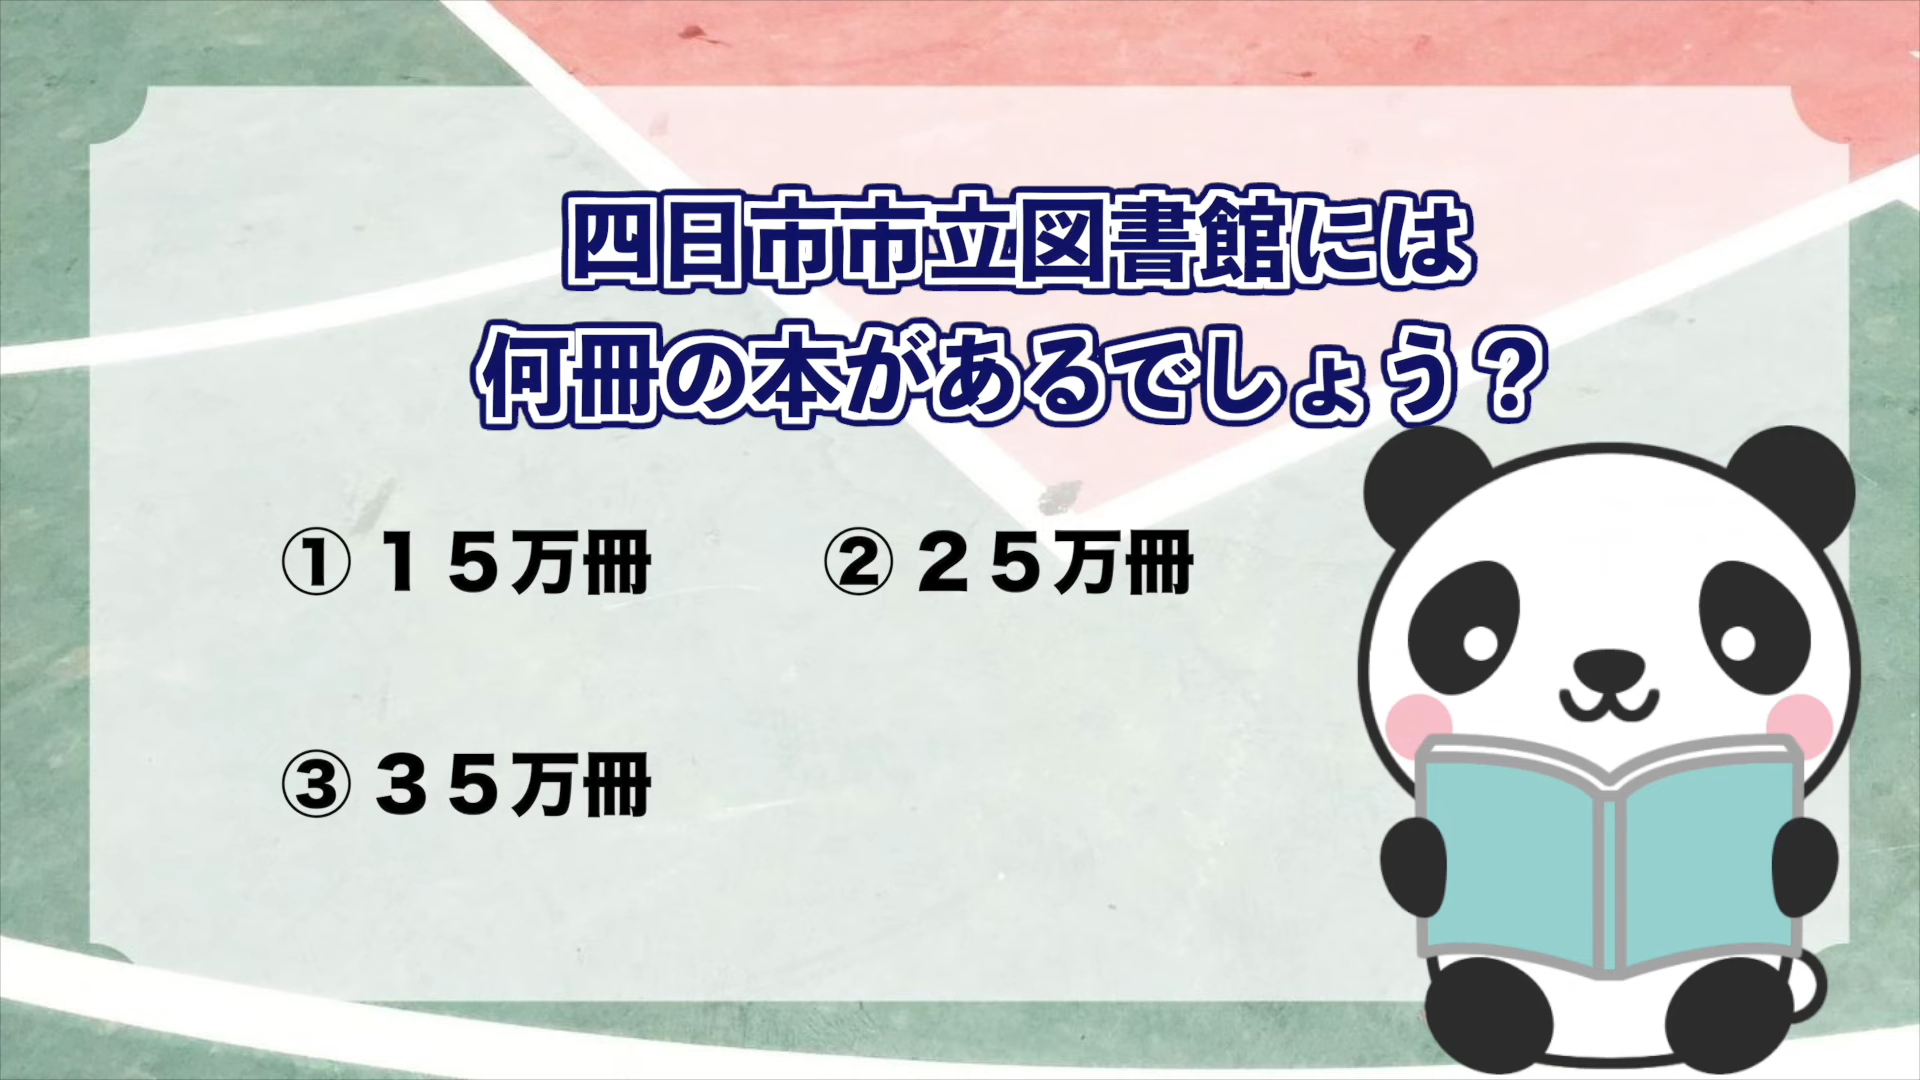 四日市市立図書館には
何冊の本があるでしょう？
①１５万冊　②２５万冊
③３５万冊